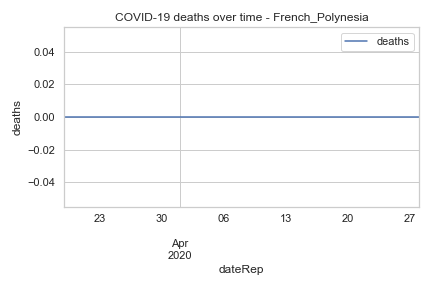 COVID-19 deaths over time - French_Polynesia
deaths
deaths
0.04
0.02
0.00
−0.02
−0.04
23 30 06 13 20 27
Apr
2020
dateRep